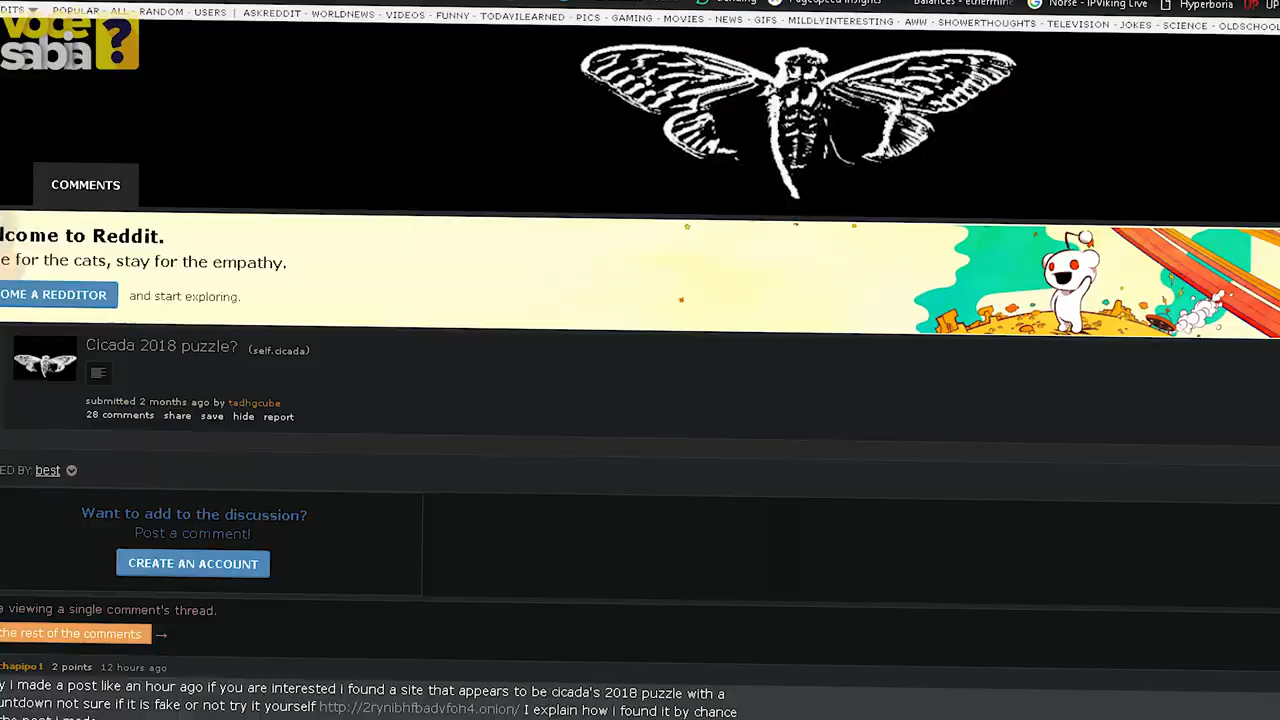 DITS POPULAR - ALL - RANDOM - USERS | ASKREDDIT - WORLDNEWS - VIDEOS - FUNNY - TODAYILEARNED - PICS - GAMING - MOVIES - NEWS - GIFS - MILDLYINTERESTING - AWW - SHOWERTHOUGHTS - TELEVISION - JOKES - SCIENCE - OLDSCHOOL
Norse - IPViking Live Hyperboria
você
sabia ?
COMMENTS
lcome to Reddit.
e for the cats, stay for the empathy.
OME A REDDITOR and start exploring.
Cicada 2018 puzzle? (self.cicada)
submitted 2 months ago by tadhgcube
28 comments share save hide report
ED BY: best
Want to add to the discussion?
Post a comment!
CREATE AN ACCOUNT
e viewing a single comment's thread.
the rest of the comments →
chapipo1 2 points 12 hours ago
y i made a post like an hour ago if you are interested i found a site that appears to be cicada's 2018 puzzle with a
untdown not sure if it is fake or not try it yourself http://2rynibhfbadvfoh4.onion/ I explain how i found it by chance